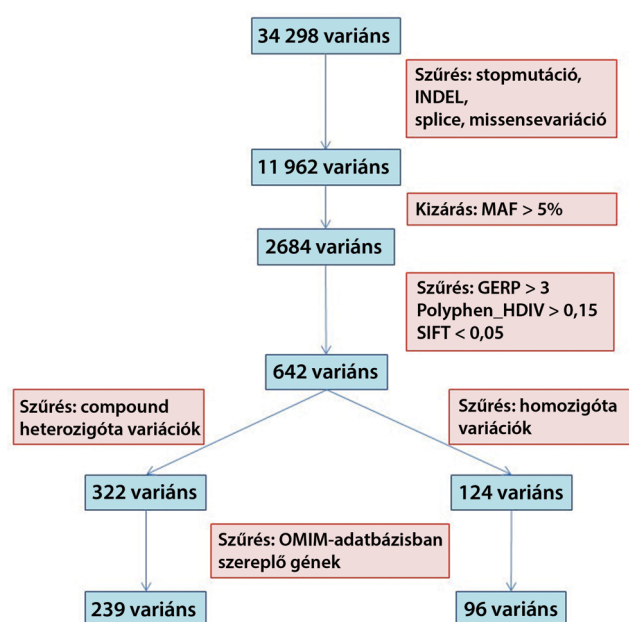 34 298 variáns
Szűrés: stopmutáció,
INDEL,
splice, missensevariáció
11 962 variáns
Kizárás: MAF > 5%
2684 variáns
Szűrés: GERP > 3
Polyphen_HDIV > 0,15
SIFT < 0,05
642 variáns
Szűrés: compound
heterozigóta variációk
Szűrés: homozigóta
variációk
322 variáns
124 variáns
Szűrés: OMIM-adatbázisban
szereplő gének
239 variáns
96 variáns